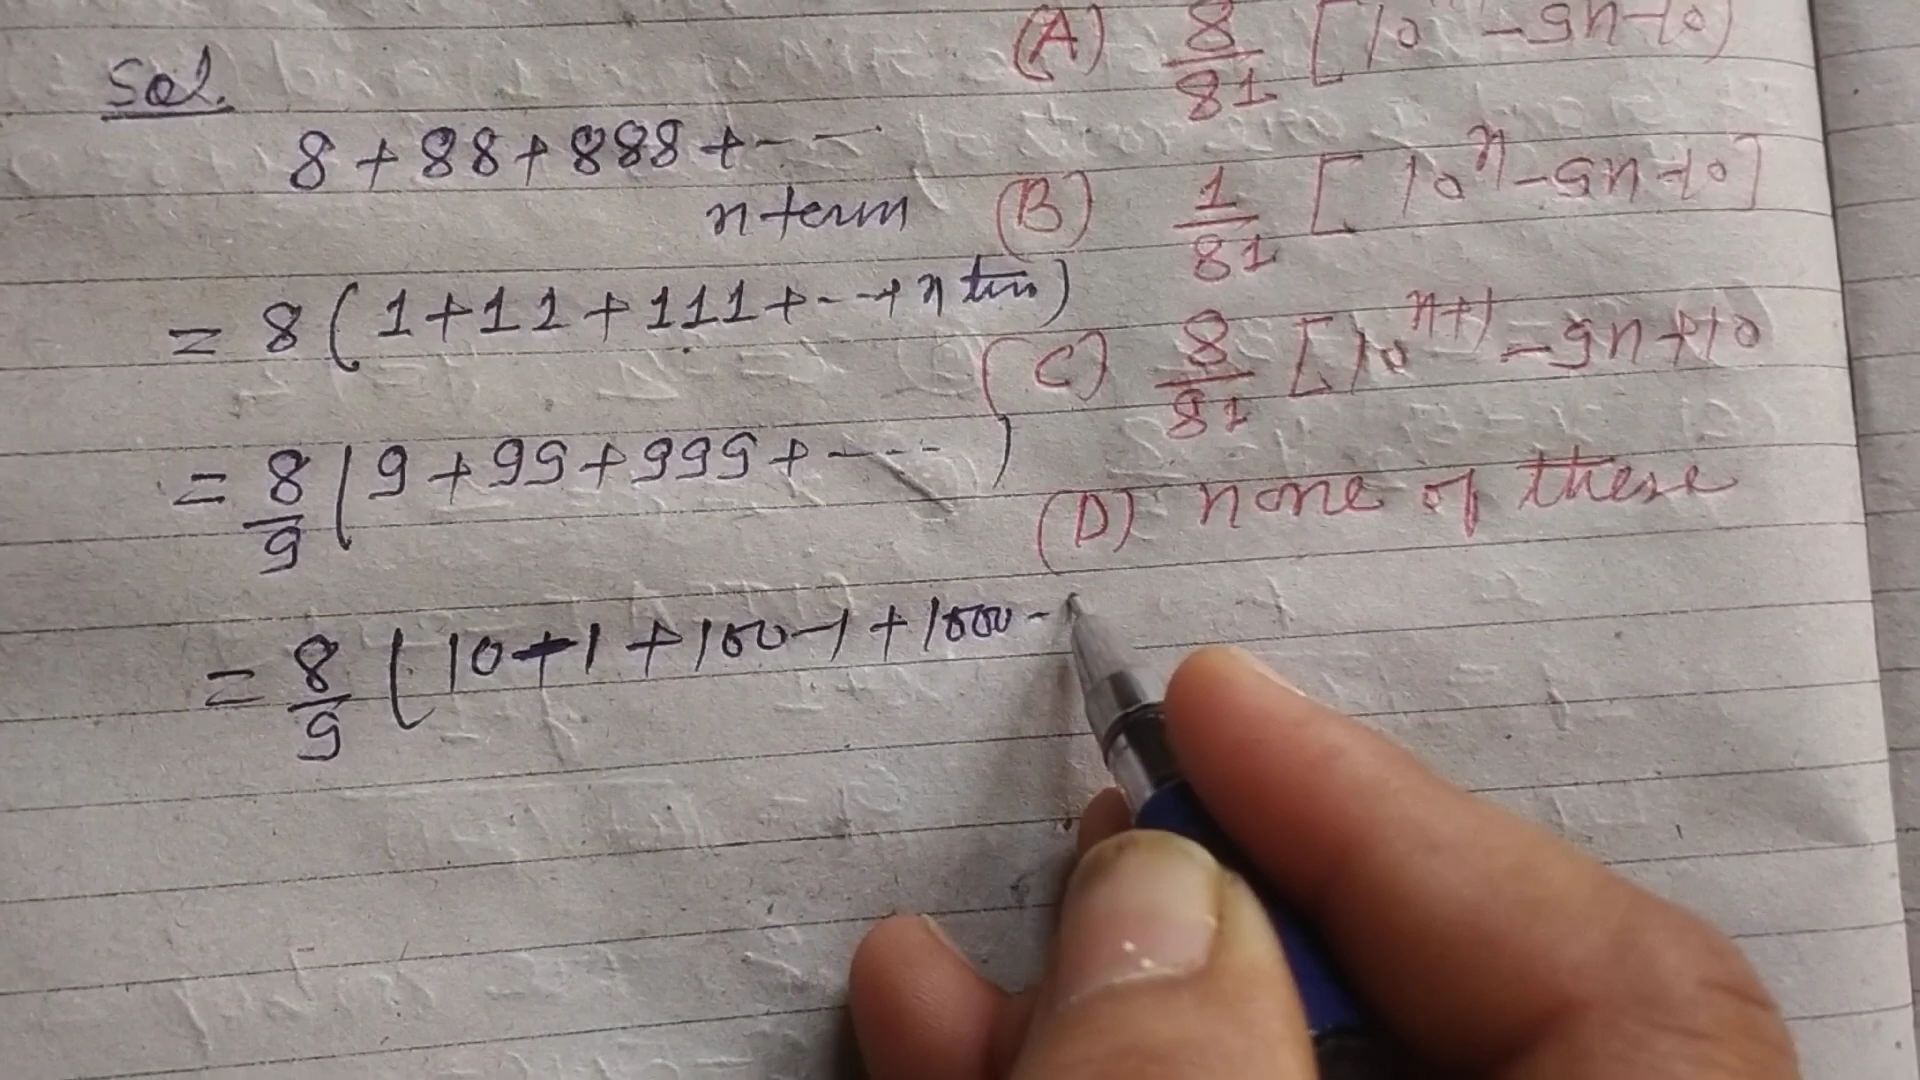 Sol.
8 + 88 + 888 + - - -
n term
= 8 ( 1 + 11 + 111 + - - + n )
= 8/9 ( 9 + 99 + 999 + - - - - )
= 8/9 ( 10 - 1 + 100 - 1 + 1000 -
(A) 8/81 [ 10 - 9n - 10 )
(B) 1/81 [ 10^n - 9n - 10 ]
(C) 8/81 [ 10^n+1 - 9n + 10
(D) none of these